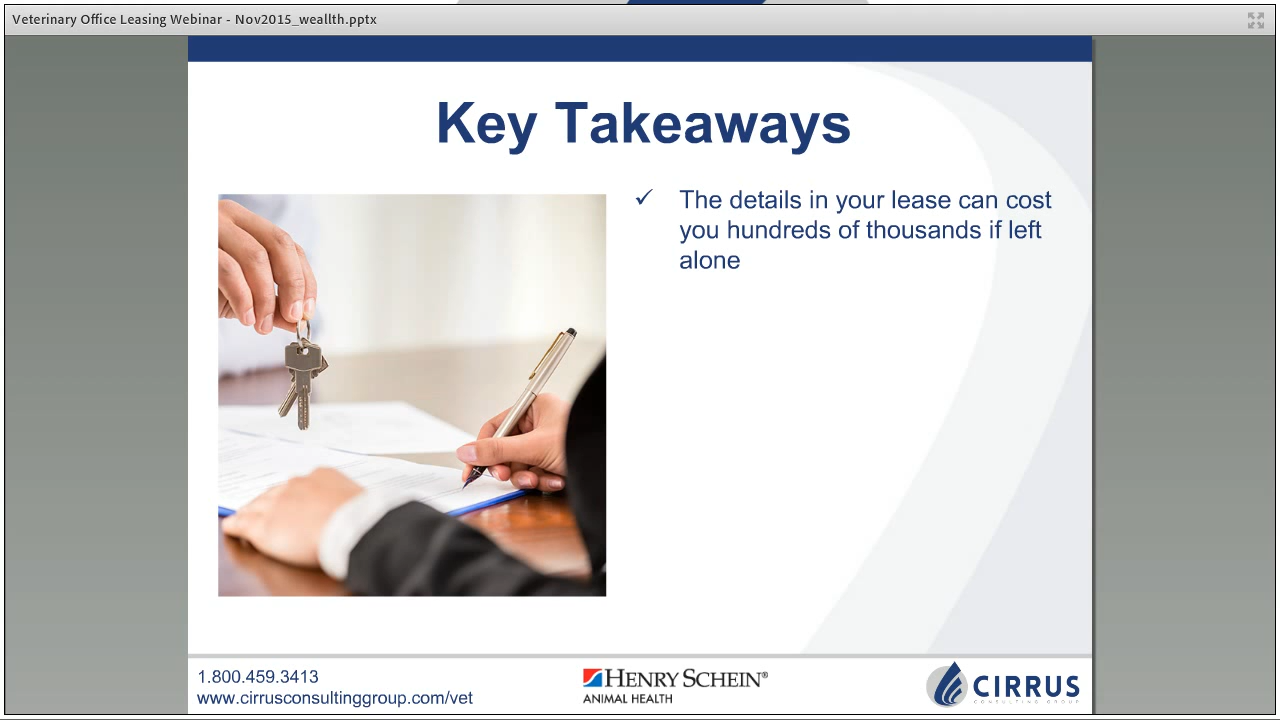 Veterinary Office Leasing Webinar - Nov2015_weallth.pptx
Key Takeaways
✓ The details in your lease can cost
you hundreds of thousands if left
alone
1.800.459.3413
www.cirrusconsultinggroup.com/vet
HENRY SCHEIN®
ANIMAL HEALTH
CIRRUS
CONSULTING GROUP